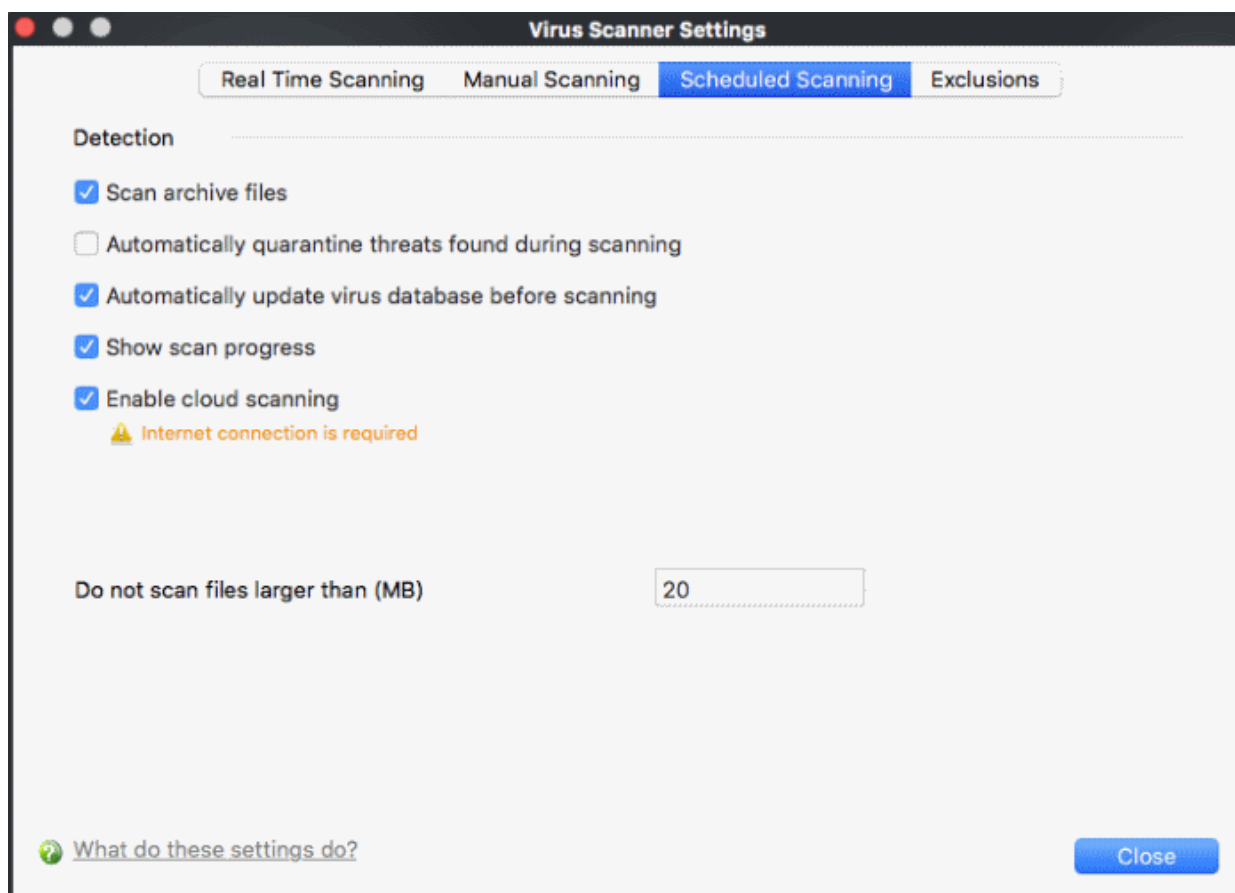 Virus Scanner Settings
Real Time Scanning Manual Scanning Scheduled Scanning Exclusions
Detection
Scan archive files
Automatically quarantine threats found during scanning
Automatically update virus database before scanning
Show scan progress
Enable cloud scanning
Internet connection is required
Do not scan files larger than (MB) 20
What do these settings do?
Close